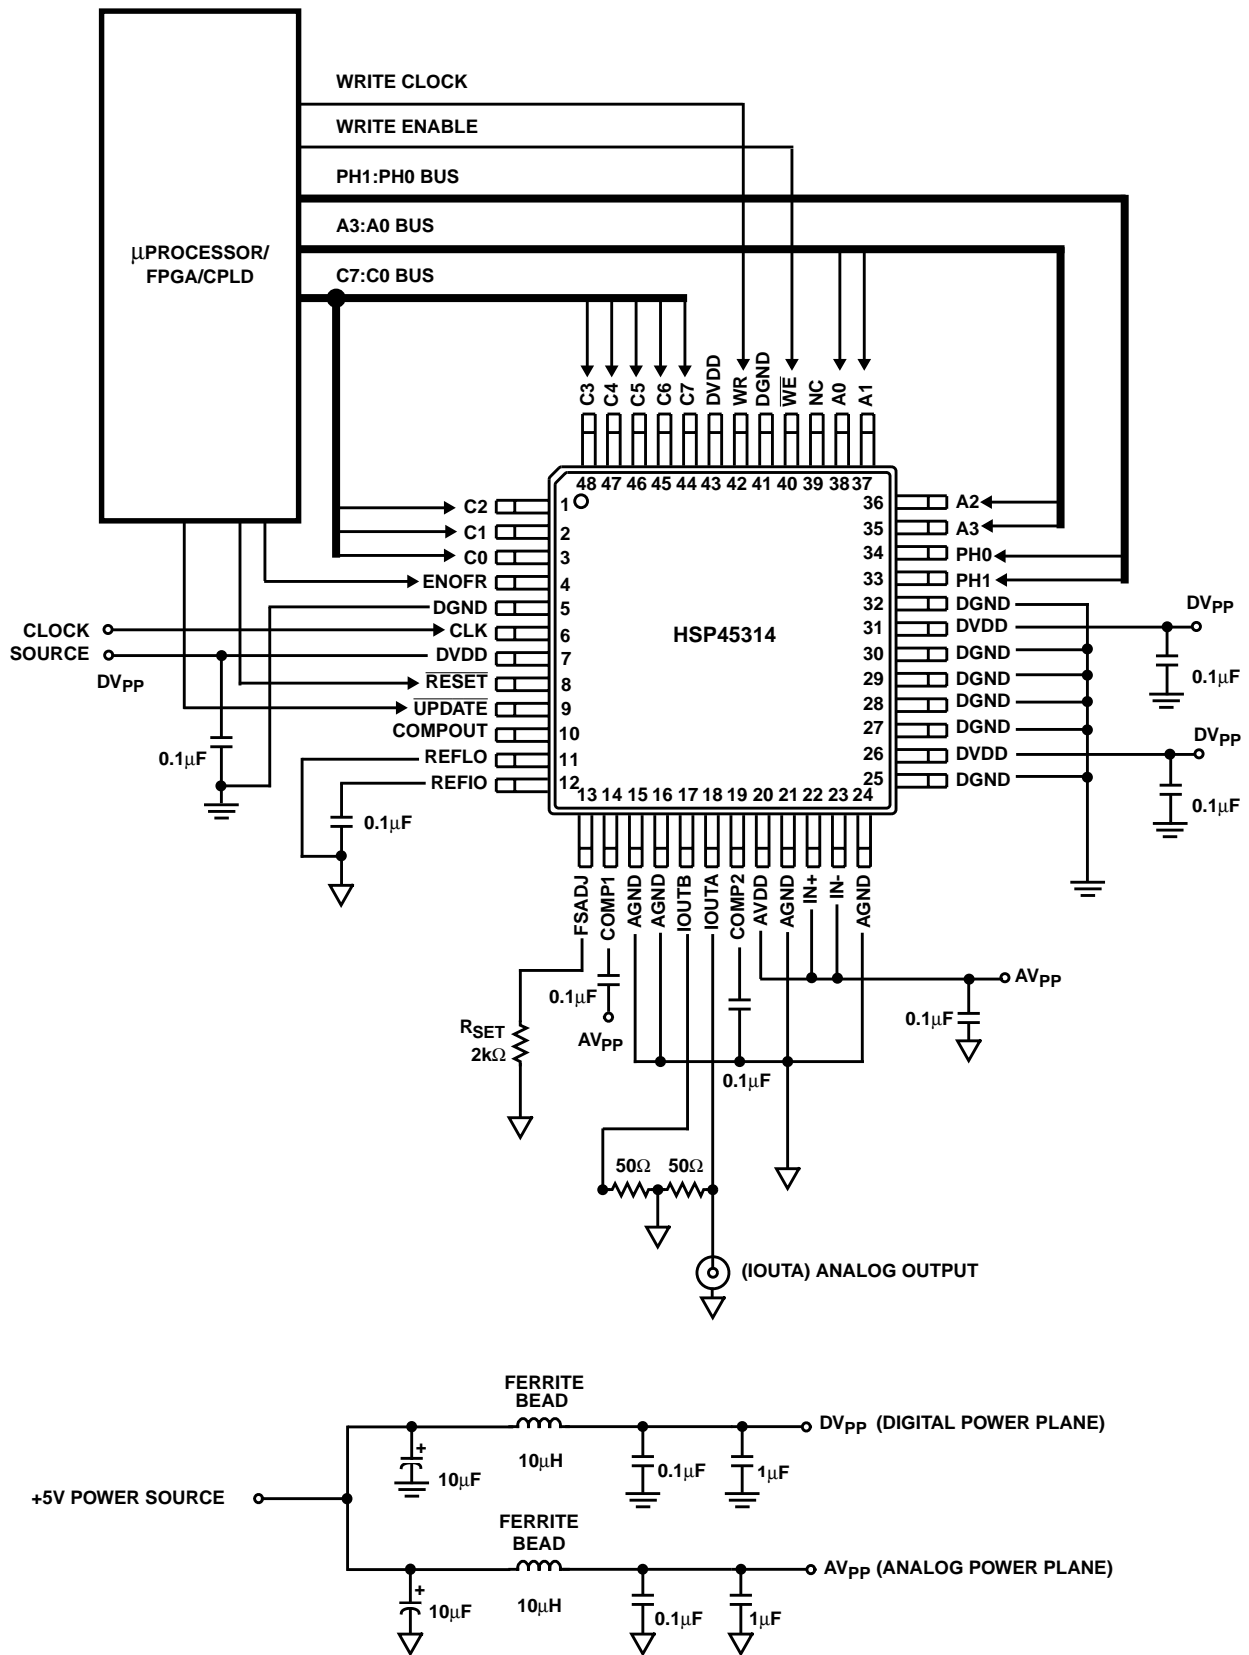 WRITE CLOCK
WRITE ENABLE
PH1:PH0 BUS
A3:A0 BUS
μPROCESSOR/
FPGA/CPLD
C7:C0 BUS
C3
C4
C5
C6
C7
DVDD
WR
DGND
WE
NC
A0
A1
48 47 46 45 44 43 42 41 40 39 38 37
C2 1
C1 2
C0 3
ENOFR 4
DGND 5
CLOCK
SOURCE
CLK 6
DVDD 7
DVPP
RESET 8
UPDATE 9
COMPOUT 10
REFLO 11
REFIO 12
0.1μF
0.1μF
HSP45314
36 A2
35 A3
34 PH0
33 PH1
32 DGND
31 DVDD
30 DGND
29 DGND
28 DGND
27 DGND
26 DVDD
25 DGND
DVPP
0.1μF
DVPP
0.1μF
13 14 15 16 17 18 19 20 21 22 23 24
FSADJ
COMP1
AGND
AGND
IOUTB
IOUTA
COMP2
AVDD
AGND
IN+
IN-
AGND
0.1μF
AVPP
RSET
2kΩ
0.1μF
AVPP
0.1μF
50Ω 50Ω
(IOUTA) ANALOG OUTPUT
FERRITE
BEAD
DVPP (DIGITAL POWER PLANE)
+
10μF
10μH
0.1μF
1μF
+5V POWER SOURCE
FERRITE
BEAD
AVPP (ANALOG POWER PLANE)
+
10μF
10μH
0.1μF
1μF